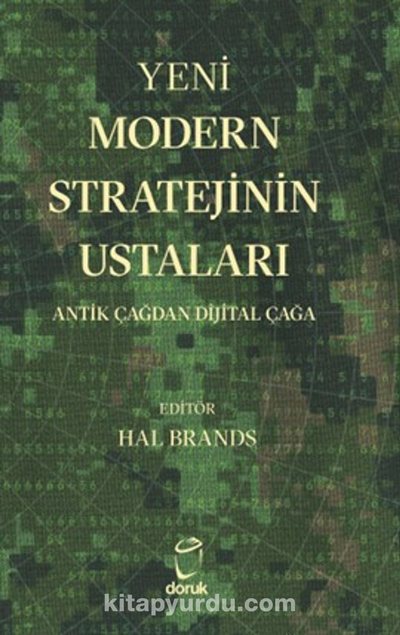 YENİ
MODERN
STRATEJİNİN
USTALARI
ANTİK ÇAĞDAN DİJİTAL ÇAĞA
EDİTÖR
HAL BRANDS
doruk
kitapyurdu.com